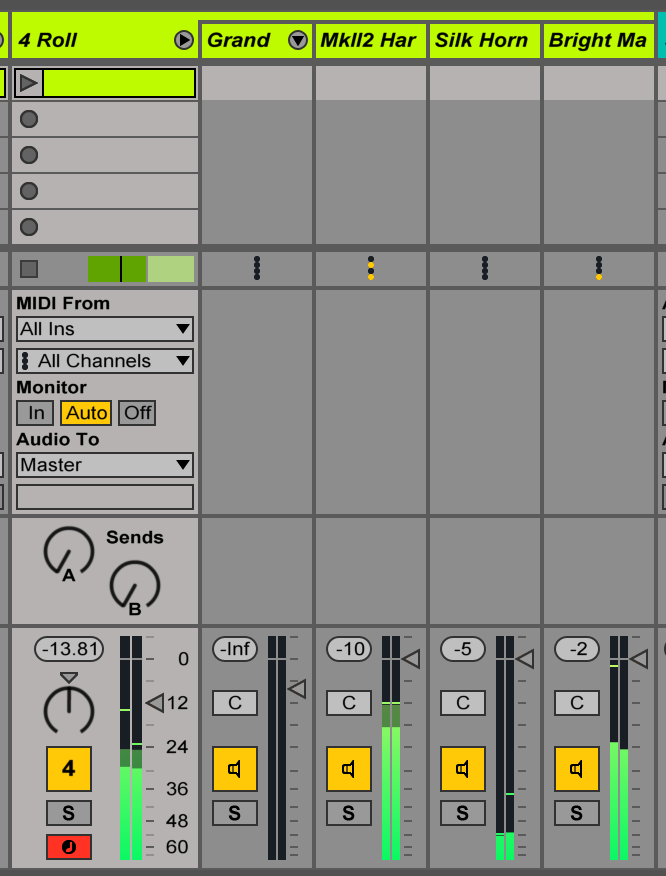 4 Roll Grand MkII2 Har Silk Horn Bright Ma
MIDI From
All Ins
All Channels
Monitor
In Auto Off
Audio To
Master
Sends
A
B
-13.81 0 -Inf -10 -5 -2
12 C C C C
24
4
36
S 48 S S S S
60